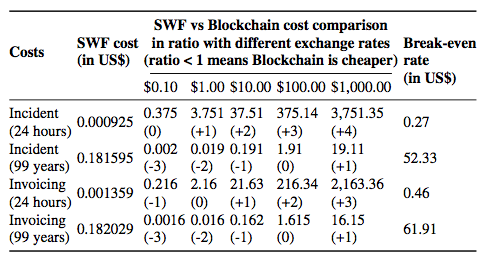 SWF vs Blockchain cost comparison
Costs SWF cost in ratio with different exchange rates Break-even
(in US$) (ratio < 1 means Blockchain is cheaper) rate
$0.10 $1.00 $10.00 $100.00 $1,000.00 (in US$)
Incident 0.000925 0.375 3.751 37.51 375.14 3,751.35 0.27
(24 hours) (0) (+1) (+2) (+3) (+4)
Incident 0.181595 0.002 0.019 0.191 1.91 19.11 52.33
(99 years) (-3) (-2) (-1) (0) (+1)
Invoicing 0.001359 0.216 2.16 21.63 216.34 2,163.36 0.46
(24 hours) (-1) (0) (+1) (+2) (+3)
Invoicing 0.182029 0.0016 0.016 0.162 1.615 16.15 61.91
(99 years) (-3) (-2) (-1) (0) (+1)